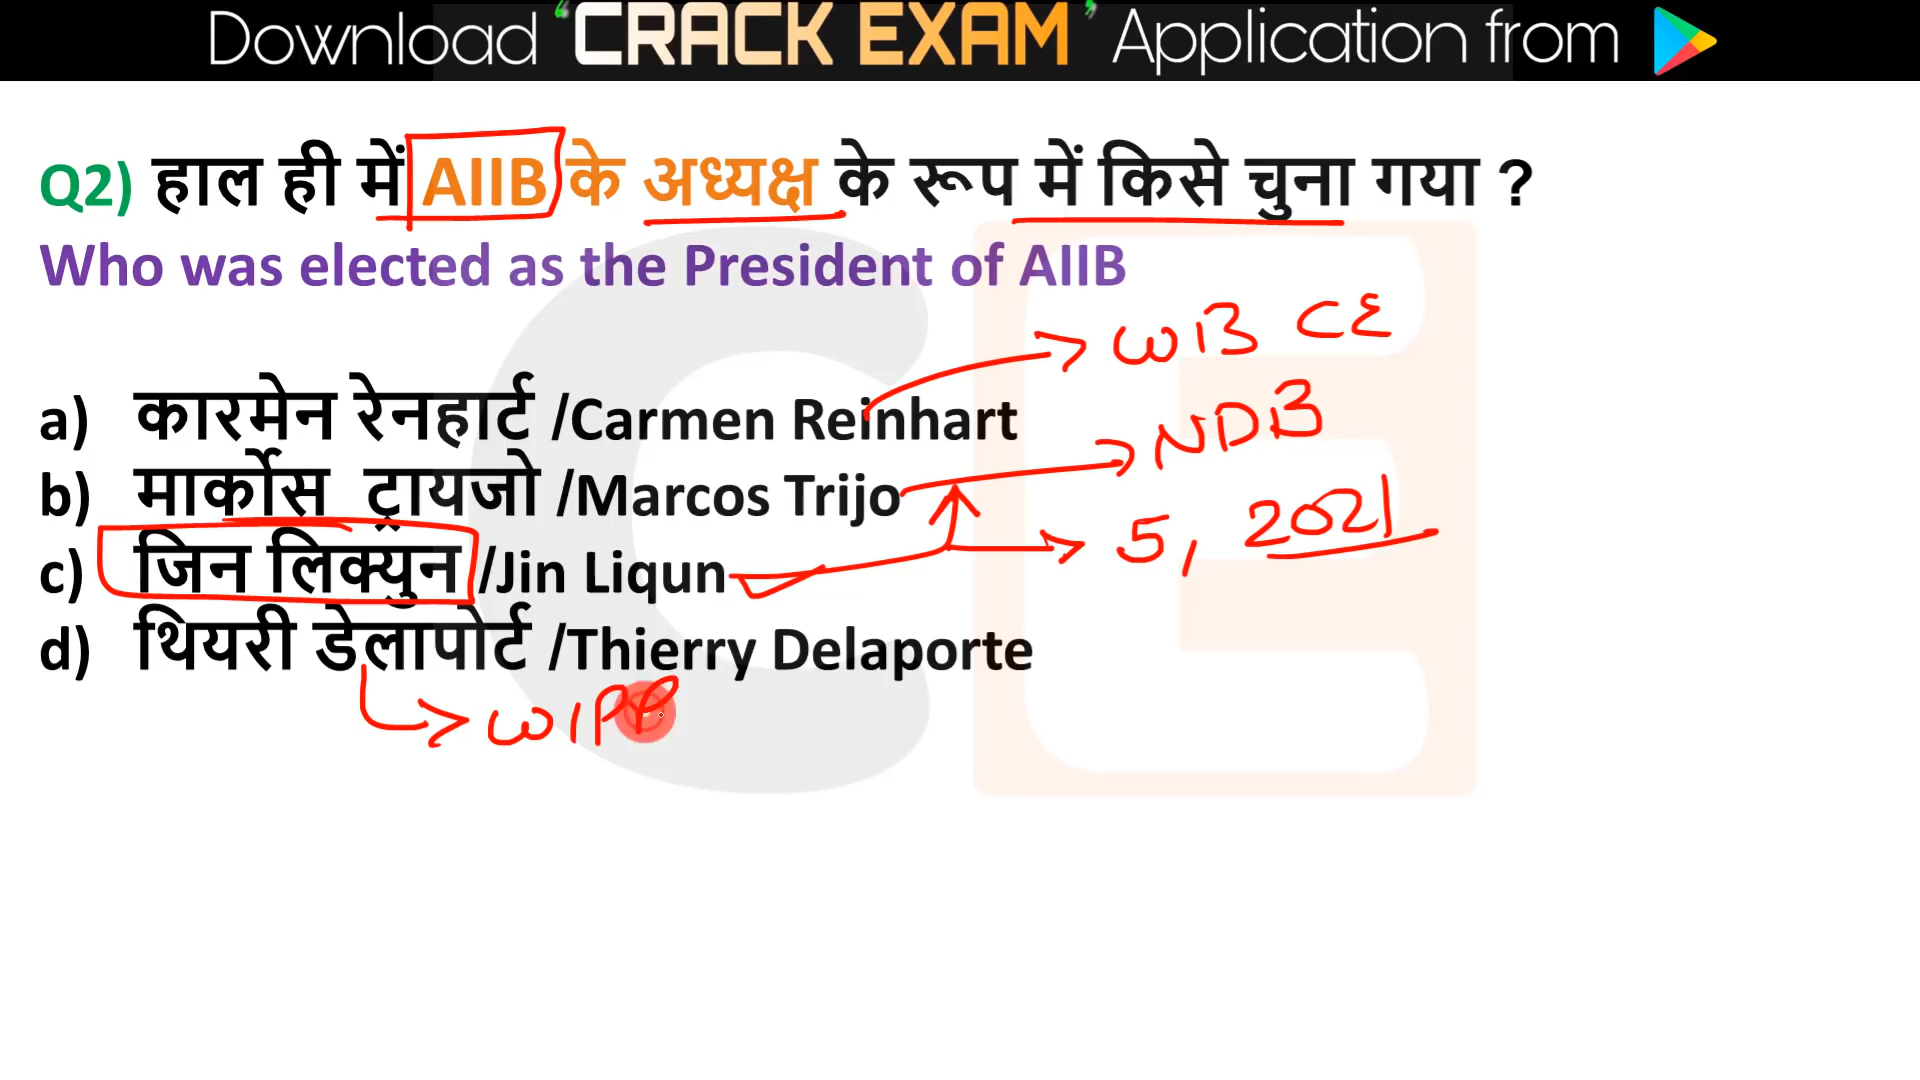 Download 'CRACK EXAM' Application from
Q2) हाल ही में AIIB के अध्यक्ष के रूप में किसे चुना गया ?
Who was elected as the President of AIIB
WB CE
a) कारमेन रेनहार्ट /Carmen Reinhart
NDB
b) मार्कोस ट्रायजो /Marcos Trijo
5, 2021
c) जिन लिक्युन /Jin Liqun
d) थियरी डेलापोर्ट /Thierry Delaporte